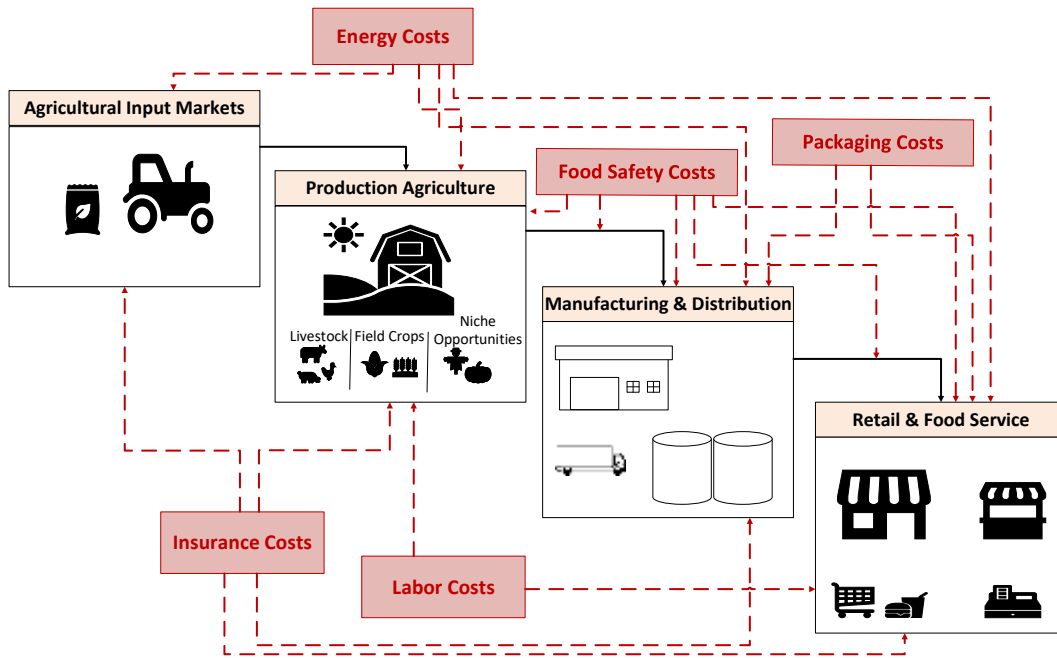 Energy Costs
Agricultural Input Markets
Packaging Costs
Food Safety Costs
Production Agriculture
Manufacturing & Distribution
Niche
Livestock
Field Crops
Opportunities
Retail & Food Service
Insurance Costs
Labor Costs